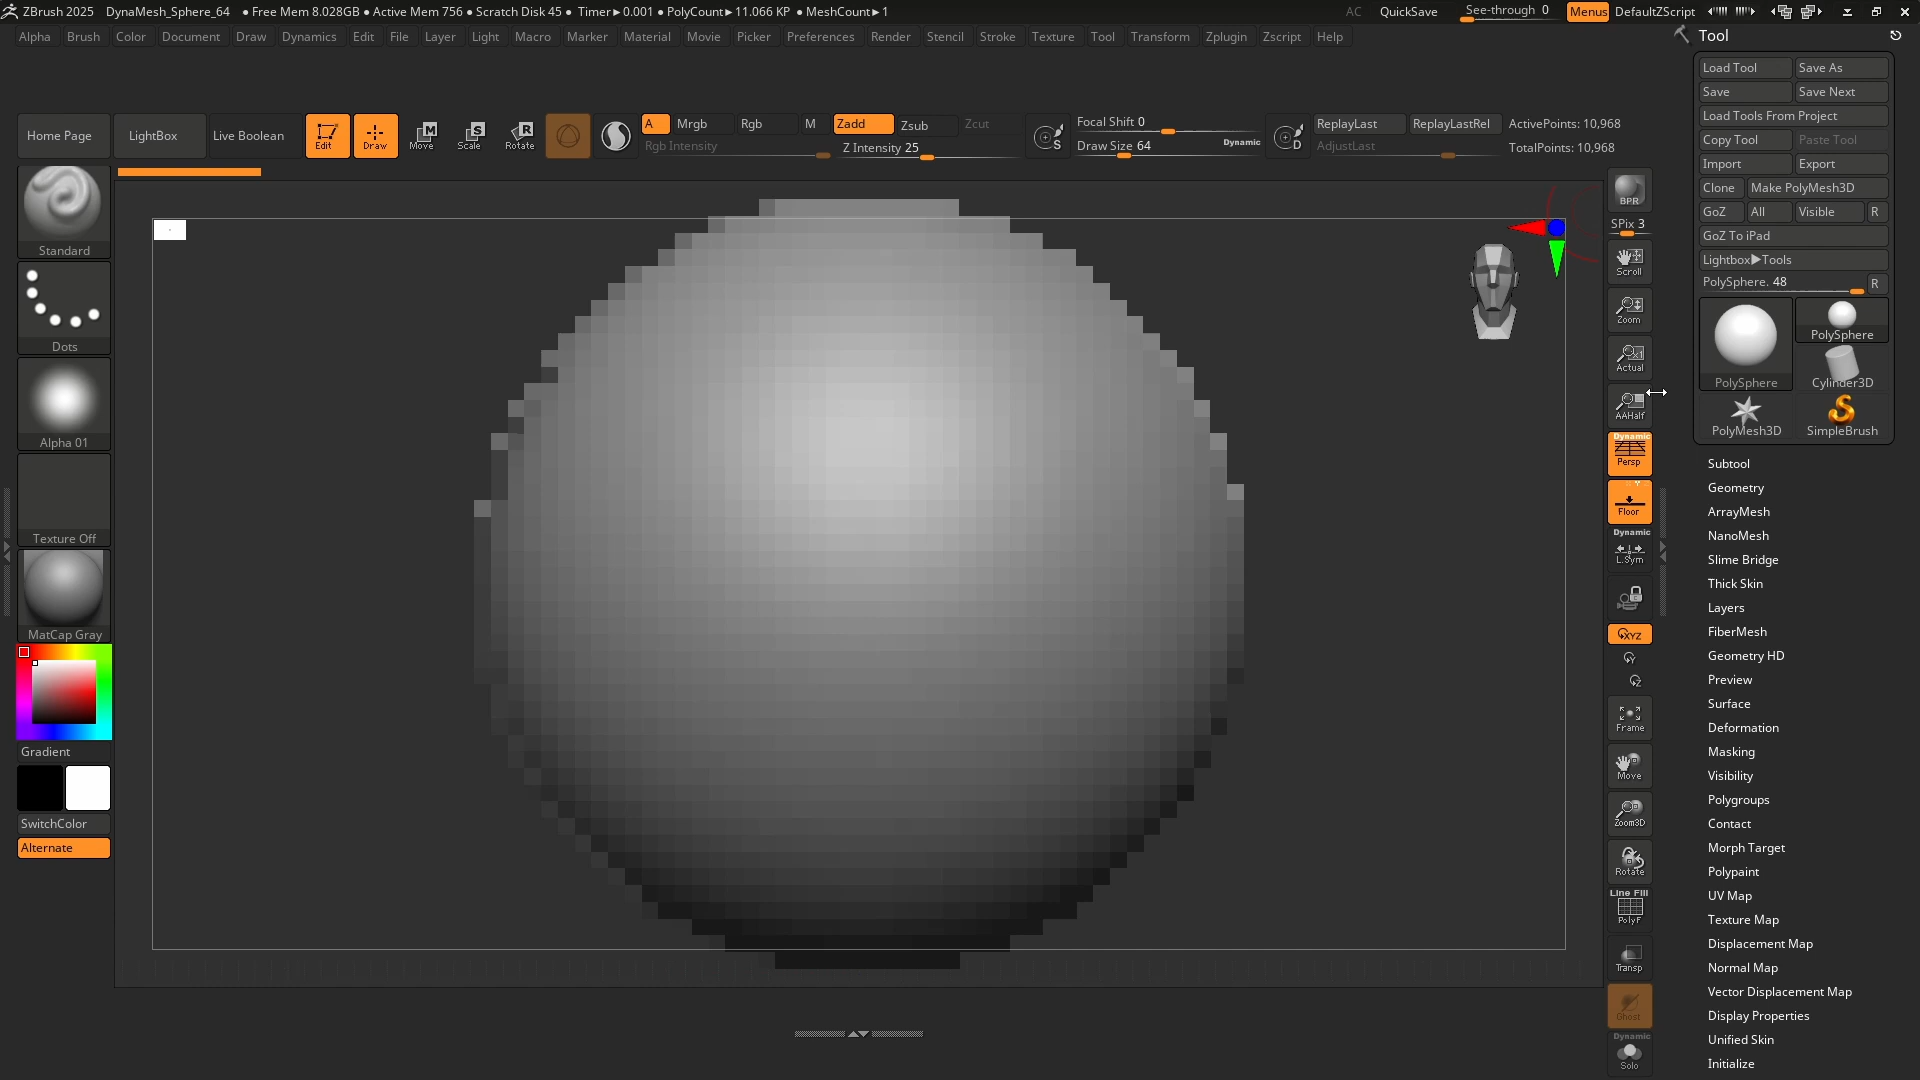 ZBrush 2025 DynaMesh_Sphere_64 ● Free Mem 8.028GB ● Active Mem 756 ● Scratch Disk 45 ● Timer▶0.001 ● PolyCount▶11.066 KP ● MeshCount▶1 AC QuickSave See-through 0 Menus DefaultZScript
Alpha Brush Color Document Draw Dynamics Edit File Layer Light Macro Marker Material Movie Picker Preferences Render Stencil Stroke Texture Tool Transform Zplugin Zscript Help
Tool
Load Tool Save As
Save Save Next
Load Tools From Project
Copy Tool Paste Tool
Import Export
Clone Make PolyMesh3D
GoZ All Visible R
GoZ To iPad
Lightbox▶Tools
PolySphere. 48 R
PolySphere
PolySphere
Cylinder3D
PolyMesh3D
SimpleBrush
Subtool
Geometry
ArrayMesh
NanoMesh
Slime Bridge
Thick Skin
Layers
FiberMesh
Geometry HD
Preview
Surface
Deformation
Masking
Visibility
Polygroups
Contact
Morph Target
Polypaint
UV Map
Texture Map
Displacement Map
Normal Map
Vector Displacement Map
Display Properties
Unified Skin
Initialize
Home Page
LightBox
Live Boolean
Edit
Draw
M
Move
S
Scale
R
Rotate
A Mrgb Rgb M Zadd Zsub Zcut
Rgb Intensity Z Intensity 25
S
Focal Shift 0
Draw Size 64 Dynamic
D
ReplayLast ReplayLastRel ActivePoints: 10,968
AdjustLast TotalPoints: 10,968
Standard
Dots
Alpha 01
Texture Off
MatCap Gray
Gradient
SwitchColor
Alternate
BPR
SPix 3
Scroll
Zoom
Actual
AAHalf
Dynamic
Persp
Floor
Dynamic
L.Sym
XYZ
Y
Z
Frame
Move
Zoom3D
Rotate
Line Fill
PolyF
Transp
Ghost
Dynamic
Solo